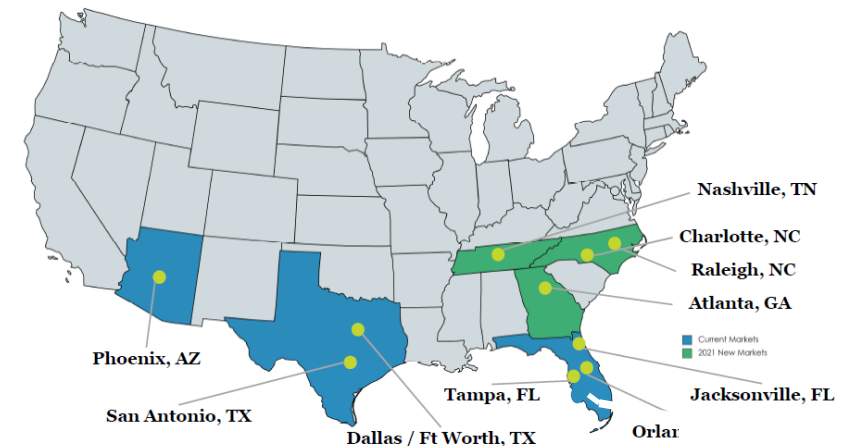 Nashville, TN
Charlotte, NC
Raleigh, NC
Atlanta, GA
Current Markets
2021 New Markets
Phoenix, AZ
Tampa, FL
Jacksonville, FL
San Antonio, TX
Dallas / Ft Worth, TX